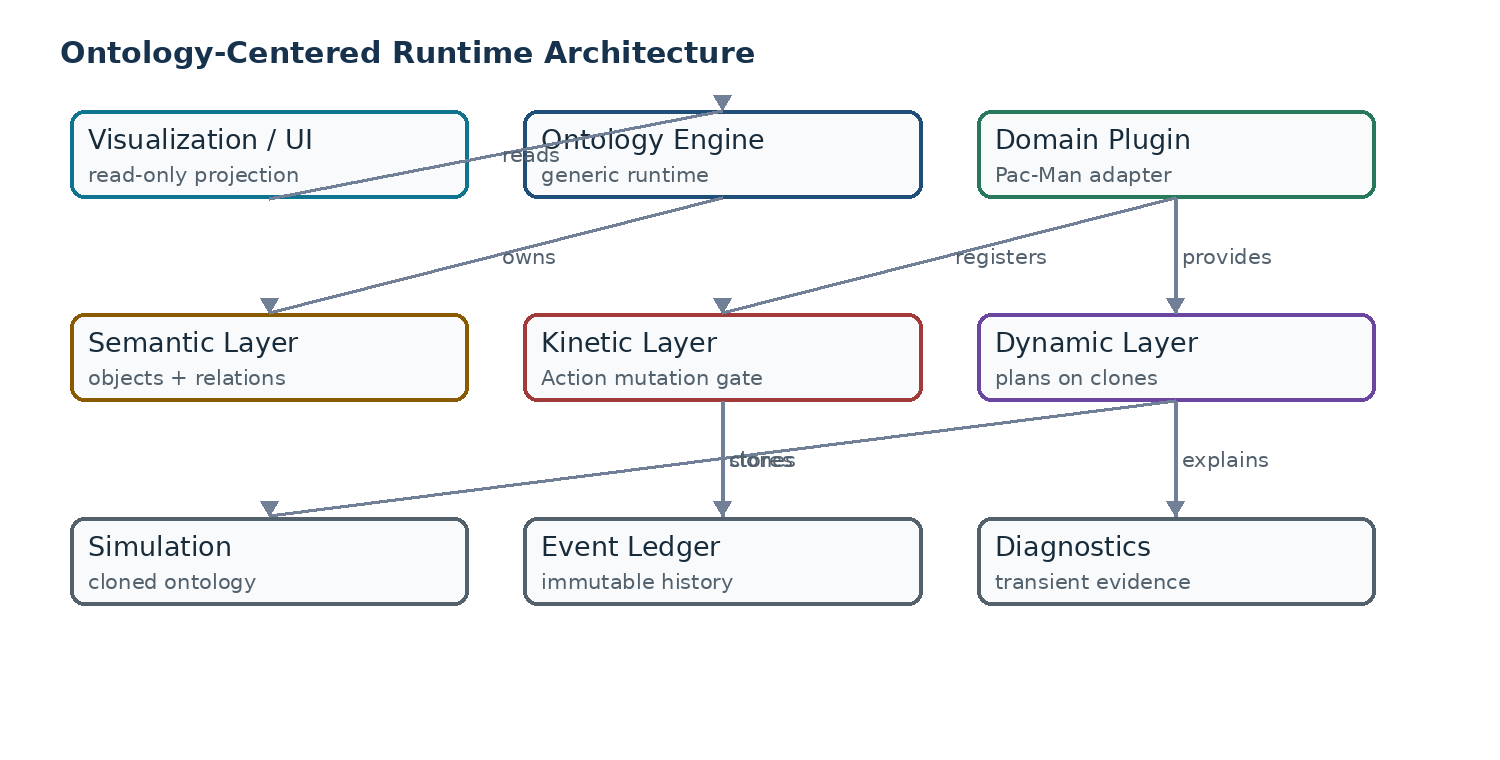 Ontology-Centered Runtime Architecture
Visualization / UI
read-only projection
reads
Ontology Engine
generic runtime
Domain Plugin
Pac-Man adapter
owns
registers
provides
Semantic Layer
objects + relations
Kinetic Layer
Action mutation gate
Dynamic Layer
plans on clones
explains
Simulation
cloned ontology
Event Ledger
immutable history
Diagnostics
transient evidence